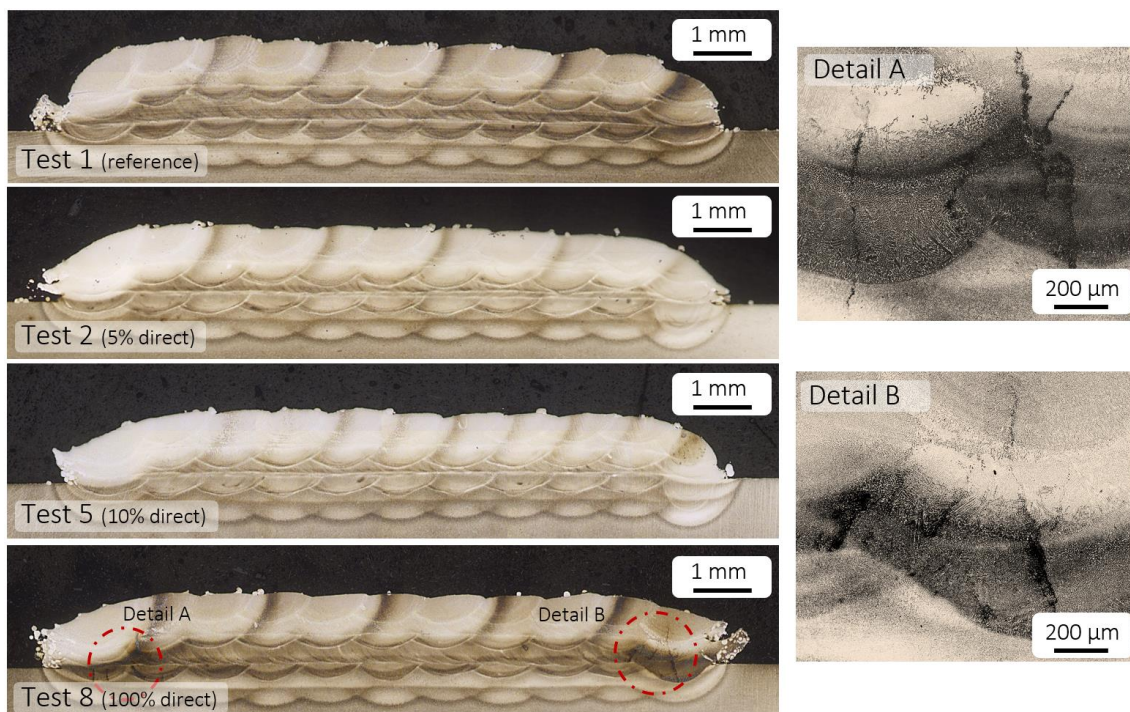 1 mm
Test 1 (reference)
1 mm
Test 2 (5% direct)
1 mm
Test 5 (10% direct)
1 mm
Detail A
Detail B
Test 8 (100% direct)
Detail A
200 µm
Detail B
200 µm